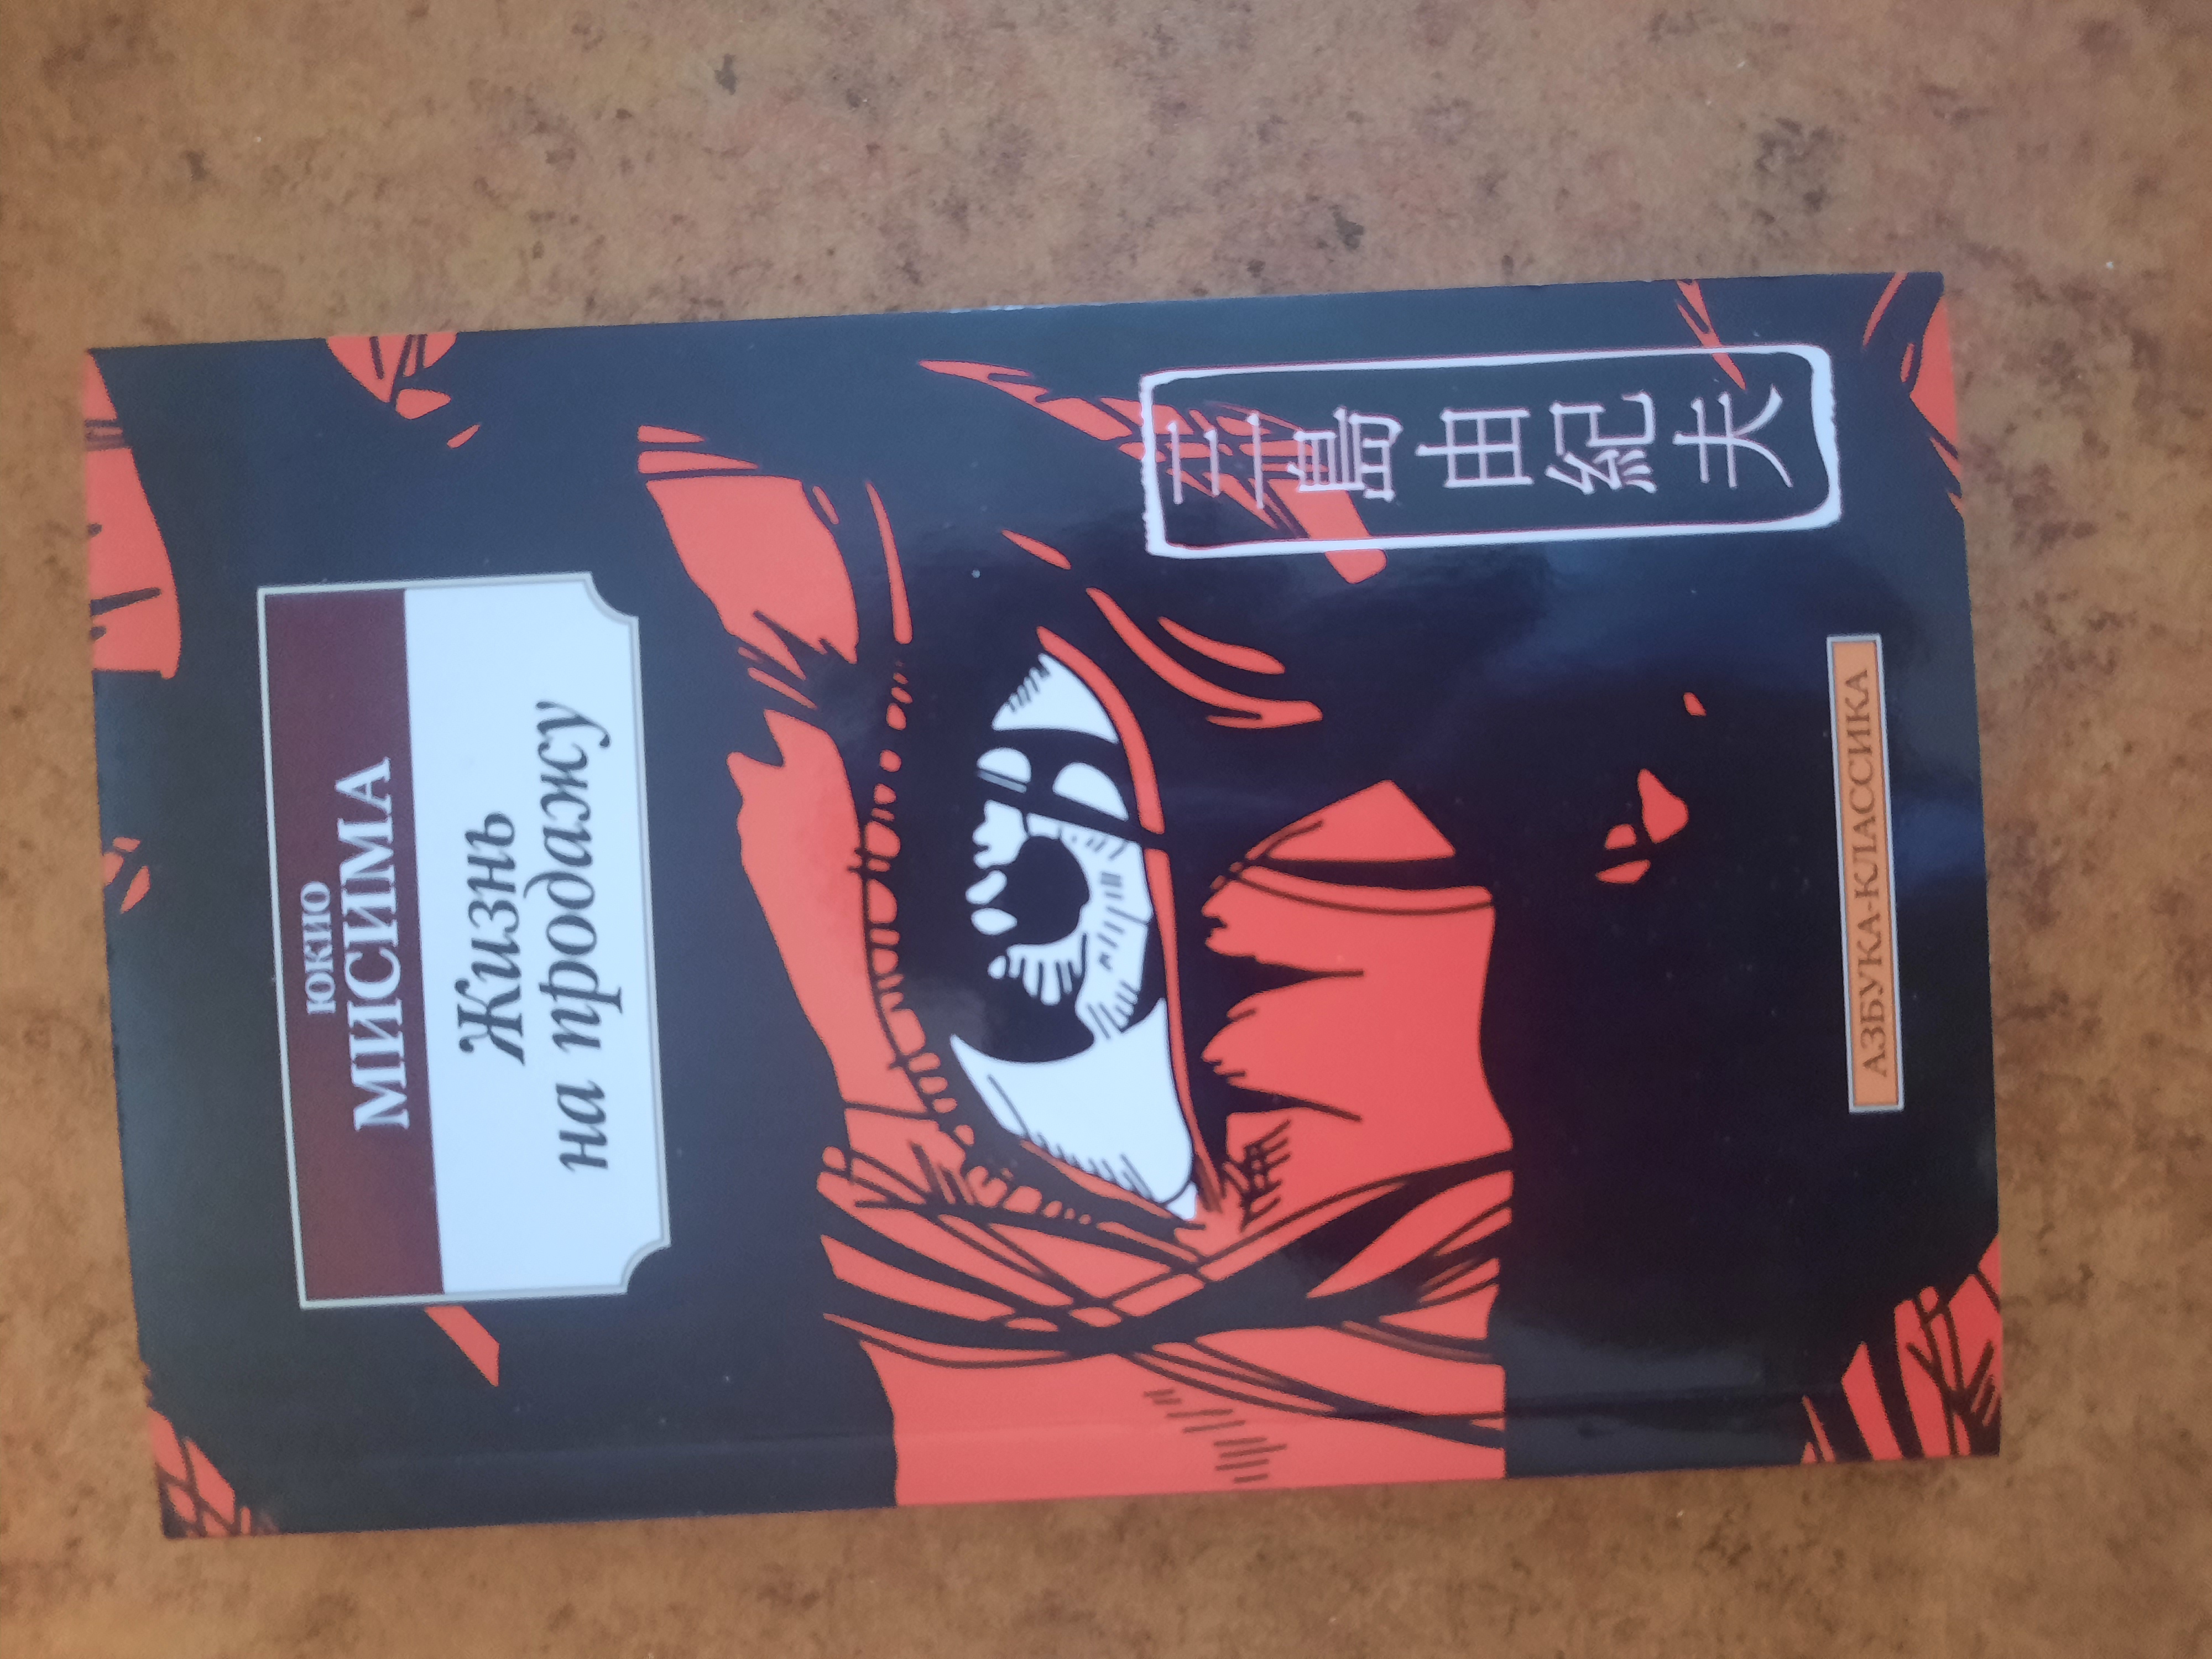 ЮКИО
МИСИМА
Жизнь
на продажу
三島由紀夫
АЗБУКА-КЛАССИКА